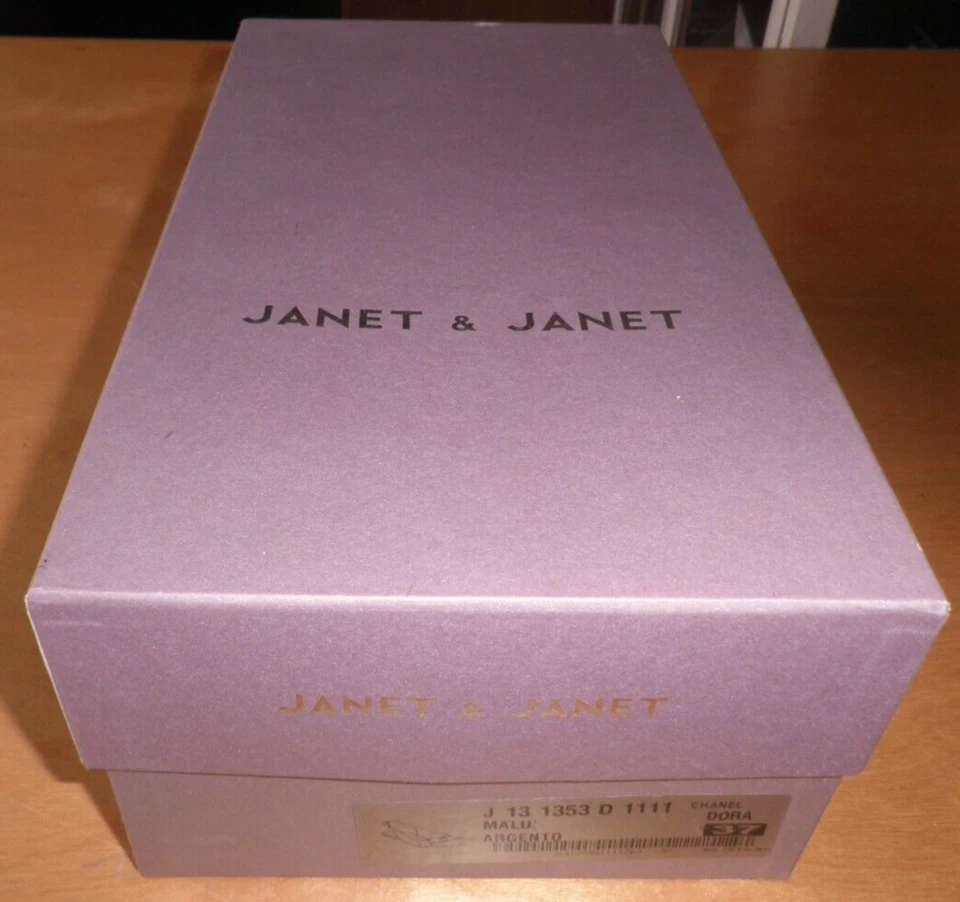 JANET & JANET
JANET & JANET
J 13 1353 D 1111 CHANEL
MALU: DORA
ARGENTO 37